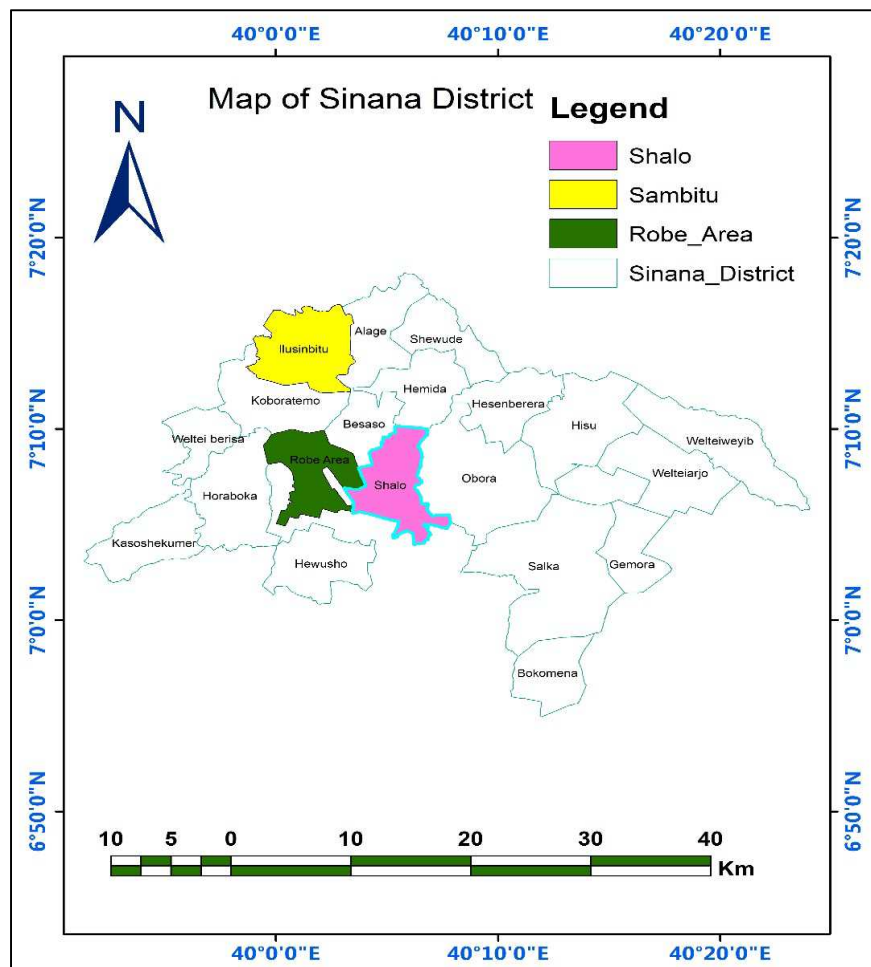 40°0'0"E 40°10'0"E 40°20'0"E
Map of Sinana District
Legend
N
Shalo
Sambitu
Robe_Area
Sinana_District
7°20'0"N
7°20'0"N
Alage
Shewude
Ilusinbitu
Hemida
Koboratemo
Hesenberera
Besaso
Hisu
7°10'0"N
7°10'0"N
Weltei berisa
Welteiweyib
Robe Area
Obora
Welteiarjo
Shalo
Horaboka
Kasoshekumer
Hewusho
Salka
Gemora
7°0'0"N
7°0'0"N
Bokomena
6°50'0"N
6°50'0"N
10 5 0 10 20 30 40
Km
40°0'0"E 40°10'0"E 40°20'0"E